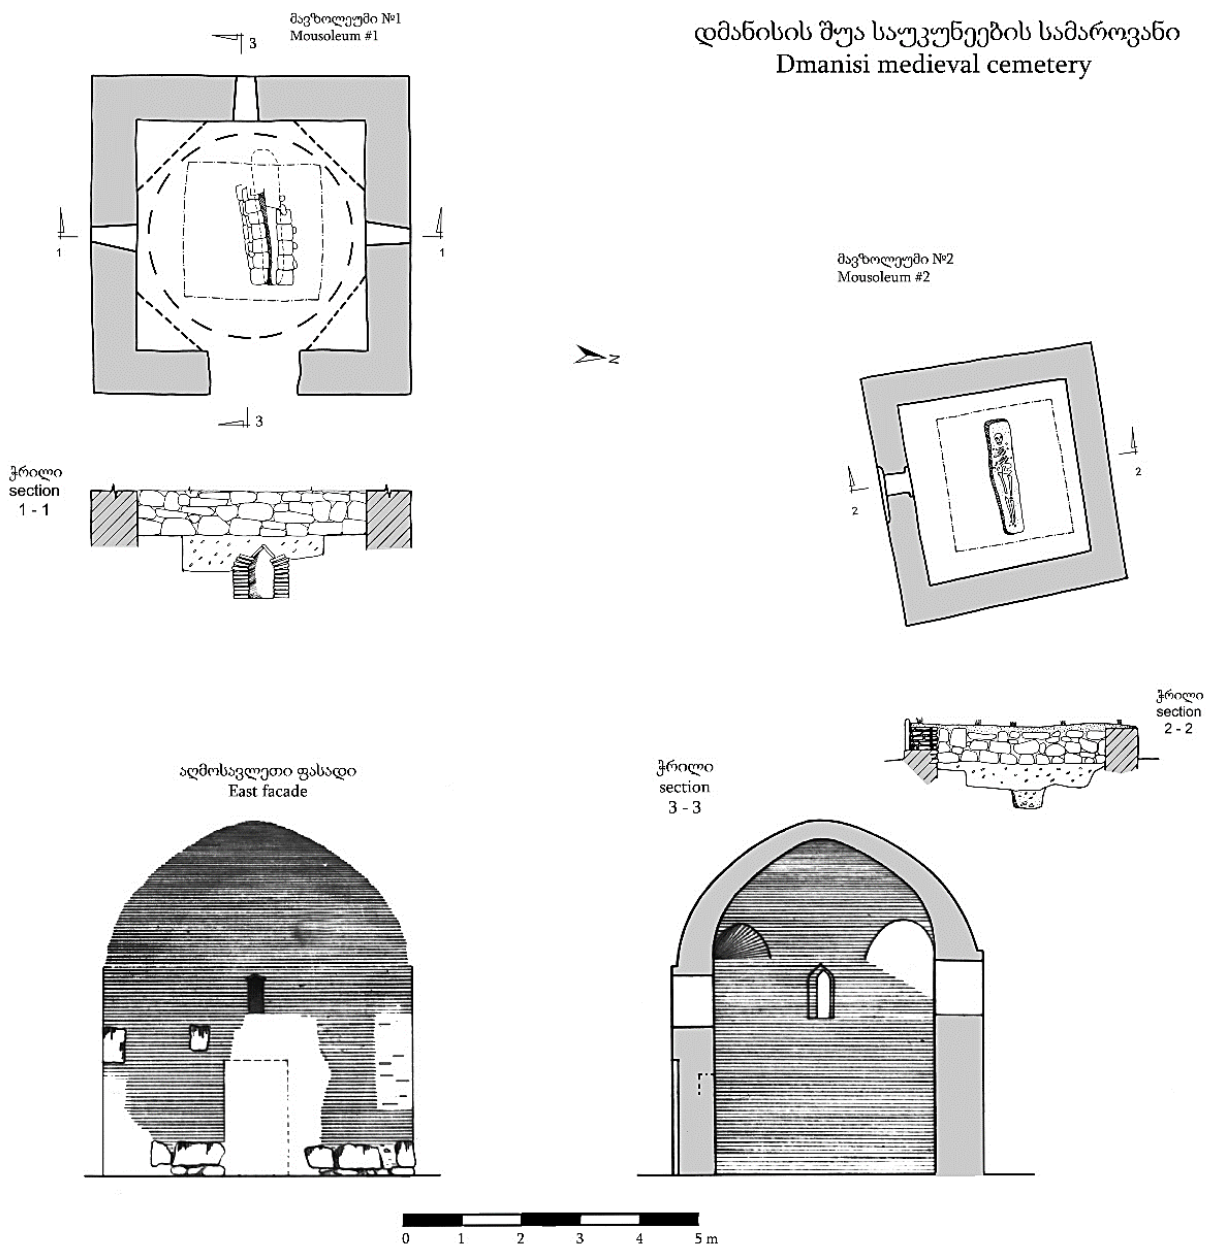 მავზოლეუმი №1
Mousoleum #1
დმანისის შუა საუკუნეების სამაროვანი
Dmanisi medieval cemetery
3
1
1
3
მავზოლეუმი №2
Mousoleum #2
N
2
2
ჭრილი
section
1 - 1
ჭრილი
section
2 - 2
აღმოსავლეთი ფასადი
East facade
ჭრილი
section
3 - 3
0 1 2 3 4 5 m